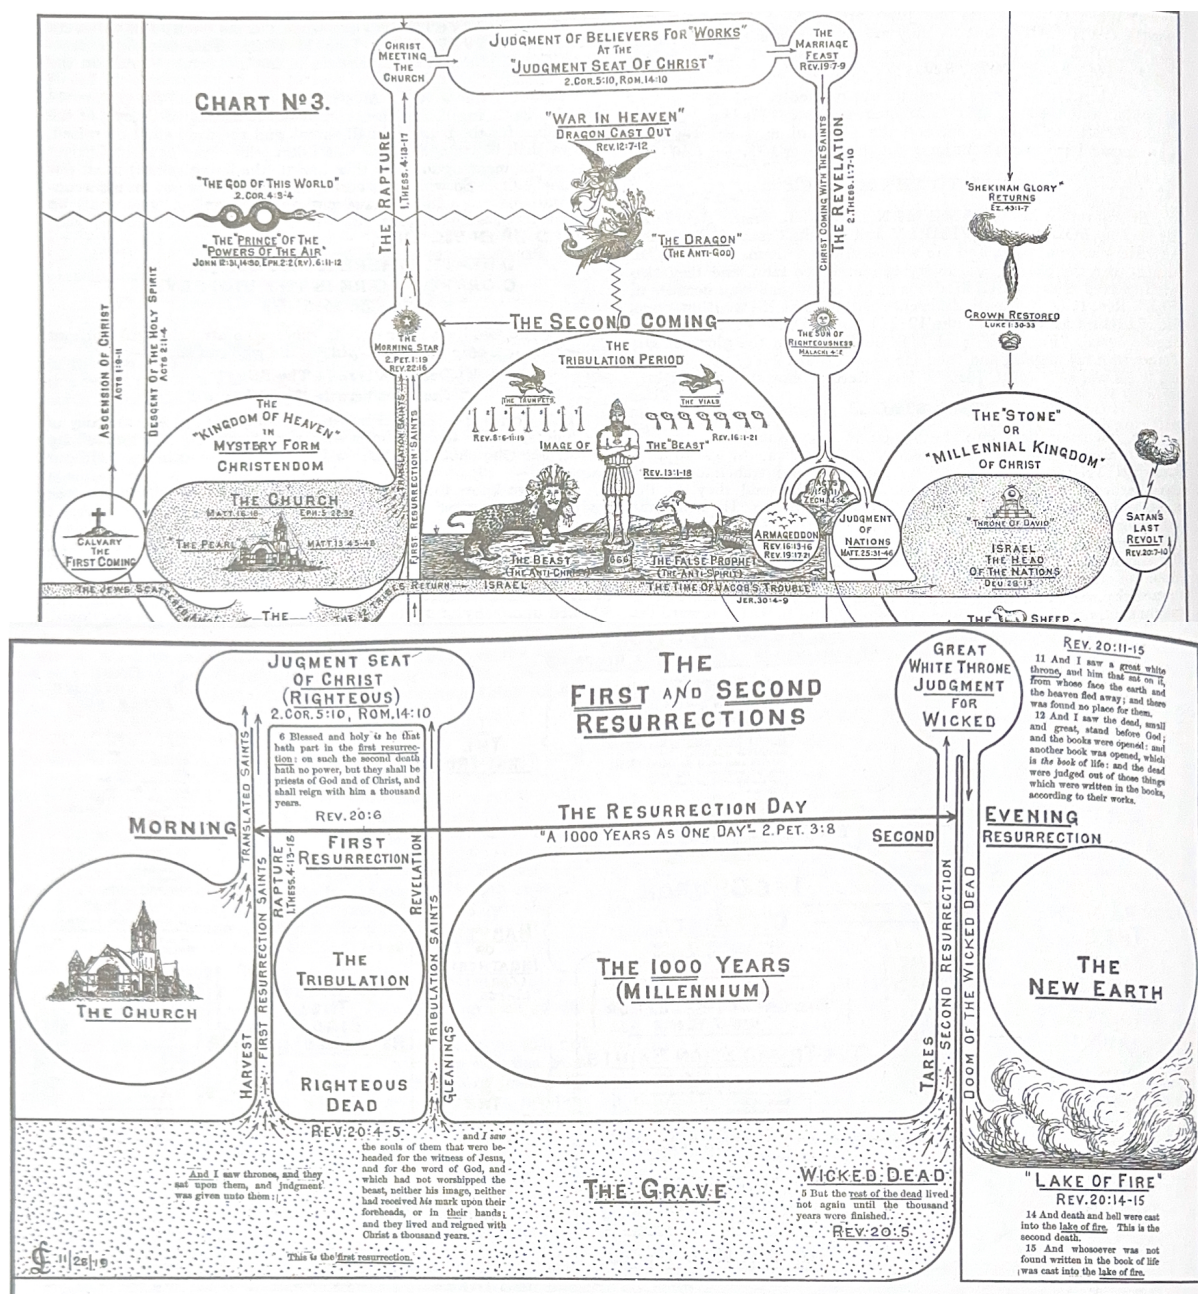 CHRIST
MEETING
THE
CHURCH
JUDGMENT OF BELIEVERS FOR "WORKS"
AT THE
"JUDGMENT SEAT OF CHRIST"
2.COR.5:10, ROM.14:10
THE
MARRIAGE
FEAST
REV.19:7-9
CHART Nº3.
"WAR IN HEAVEN"
DRAGON CAST OUT
REV.12:7-12
THE RAPTURE
1.THESS.4:13-17
CHRIST COMING WITH THE SAINTS
THE REVELATION.
2.THESS.1:7-10
"THE GOD OF THIS WORLD"
2.COR.4:3-4
THE "PRINCE" OF THE
"POWERS OF THE AIR"
"THE DRAGON"
(THE ANTI-GOD)
"SHEKINAH GLORY"
RETURNS
EZ.43:1-7
CROWN RESTORED
LUKE 1:30-33
ASCENSION OF CHRIST
ACTS 1:9-11
DESCENT OF THE HOLY SPIRIT
ACTS 2:1-4
THE
MORNING STAR
2.PET.1:19
REV.22:16
THE SECOND COMING
THE SUN OF
RIGHTEOUSNESS
MALACHI 4:2
THE
"KINGDOM OF HEAVEN"
IN
MYSTERY FORM
CHRISTENDOM
THE CHURCH
MATT.16:18 EPH.5:22-32
"THE PEARL" MATT.13:45-46
TRANSLATION SAINTS
FIRST RESURRECTION SAINTS
THE
TRIBULATION PERIOD
THE TRUMPETS
1 2 3 4 5 6 7
REV.8:6-11:19
THE VIALS
REV.16:1-21
IMAGE OF THE "BEAST"
REV.13:1-18
THE BEAST
(THE ANTI-CHRIST)
666
THE FALSE PROPHET
(THE ANTI-SPIRIT)
ACTS
1:9-11
ZECH.14:4
ARMAGEDDON
REV.16:13-16
REV.19:17-21
JUDGMENT
OF
NATIONS
MATT.25:31-46
THE "STONE"
OR
"MILLENNIAL KINGDOM"
OF CHRIST
"THRONE OF DAVID"
ISRAEL
THE HEAD
OF THE NATIONS
DEU.28:13
SATAN'S
LAST
REVOLT
REV.20:7-10
CALVARY
THE
FIRST COMING
THE JEWS SCATTERED
THE
THE 12 TRIBES RETURN
ISRAEL
"THE TIME OF JACOB'S TROUBLE"
JER.30:4-9
THE SHEEP
JUGMENT SEAT
OF CHRIST
(RIGHTEOUS)
2.COR.5:10, ROM.14:10
6 Blessed and holy is he that
hath part in the first resurrec-
tion: on such the second death
hath no power, but they shall be
priests of God and of Christ, and
shall reign with him a thousand
years.
REV.20:6
THE
FIRST AND SECOND
RESURRECTIONS
GREAT
WHITE THRONE
JUDGMENT
FOR
WICKED
REV. 20:11-15
11 And I saw a great white
throne, and him that sat on it,
from whose face the earth and
the heaven fled away; and there
was found no place for them.
12 And I saw the dead, small
and great, stand before God;
and the books were opened: and
another book was opened, which
is the book of life: and the dead
were judged out of those things
which were written in the books,
according to their works.
MORNING
THE RESURRECTION DAY
"A 1000 YEARS AS ONE DAY"- 2.PET. 3:8
SECOND
EVENING
RESURRECTION
TRANSLATED SAINTS
FIRST RESURRECTION SAINTS
HARVEST
RAPTURE
1.THESS.4:13-18
FIRST
RESURRECTION
REVELATION
TRIBULATION SAINTS
GLEANINGS
THE CHURCH
THE
TRIBULATION
THE 1000 YEARS
(MILLENNIUM)
TARES
SECOND RESURRECTION
DOOM OF THE WICKED DEAD
THE
NEW EARTH
RIGHTEOUS
DEAD
REV.20:4-5
And I saw thrones, and they
sat upon them, and judgment
was given unto them:
and I saw
the souls of them that were be-
headed for the witness of Jesus,
and for the word of God, and
which had not worshipped the
beast, neither his image, neither
had received his mark upon their
foreheads, or in their hands;
and they lived and reigned with
Christ a thousand years.
This is the first resurrection.
THE GRAVE
WICKED DEAD
5 But the rest of the dead lived
not again until the thousand
years were finished.
REV.20:5
"LAKE OF FIRE"
REV.20:14-15
14 And death and hell were cast
into the lake of fire. This is the
second death.
15 And whosoever was not
found written in the book of life
was cast into the lake of fire.
11/28/19